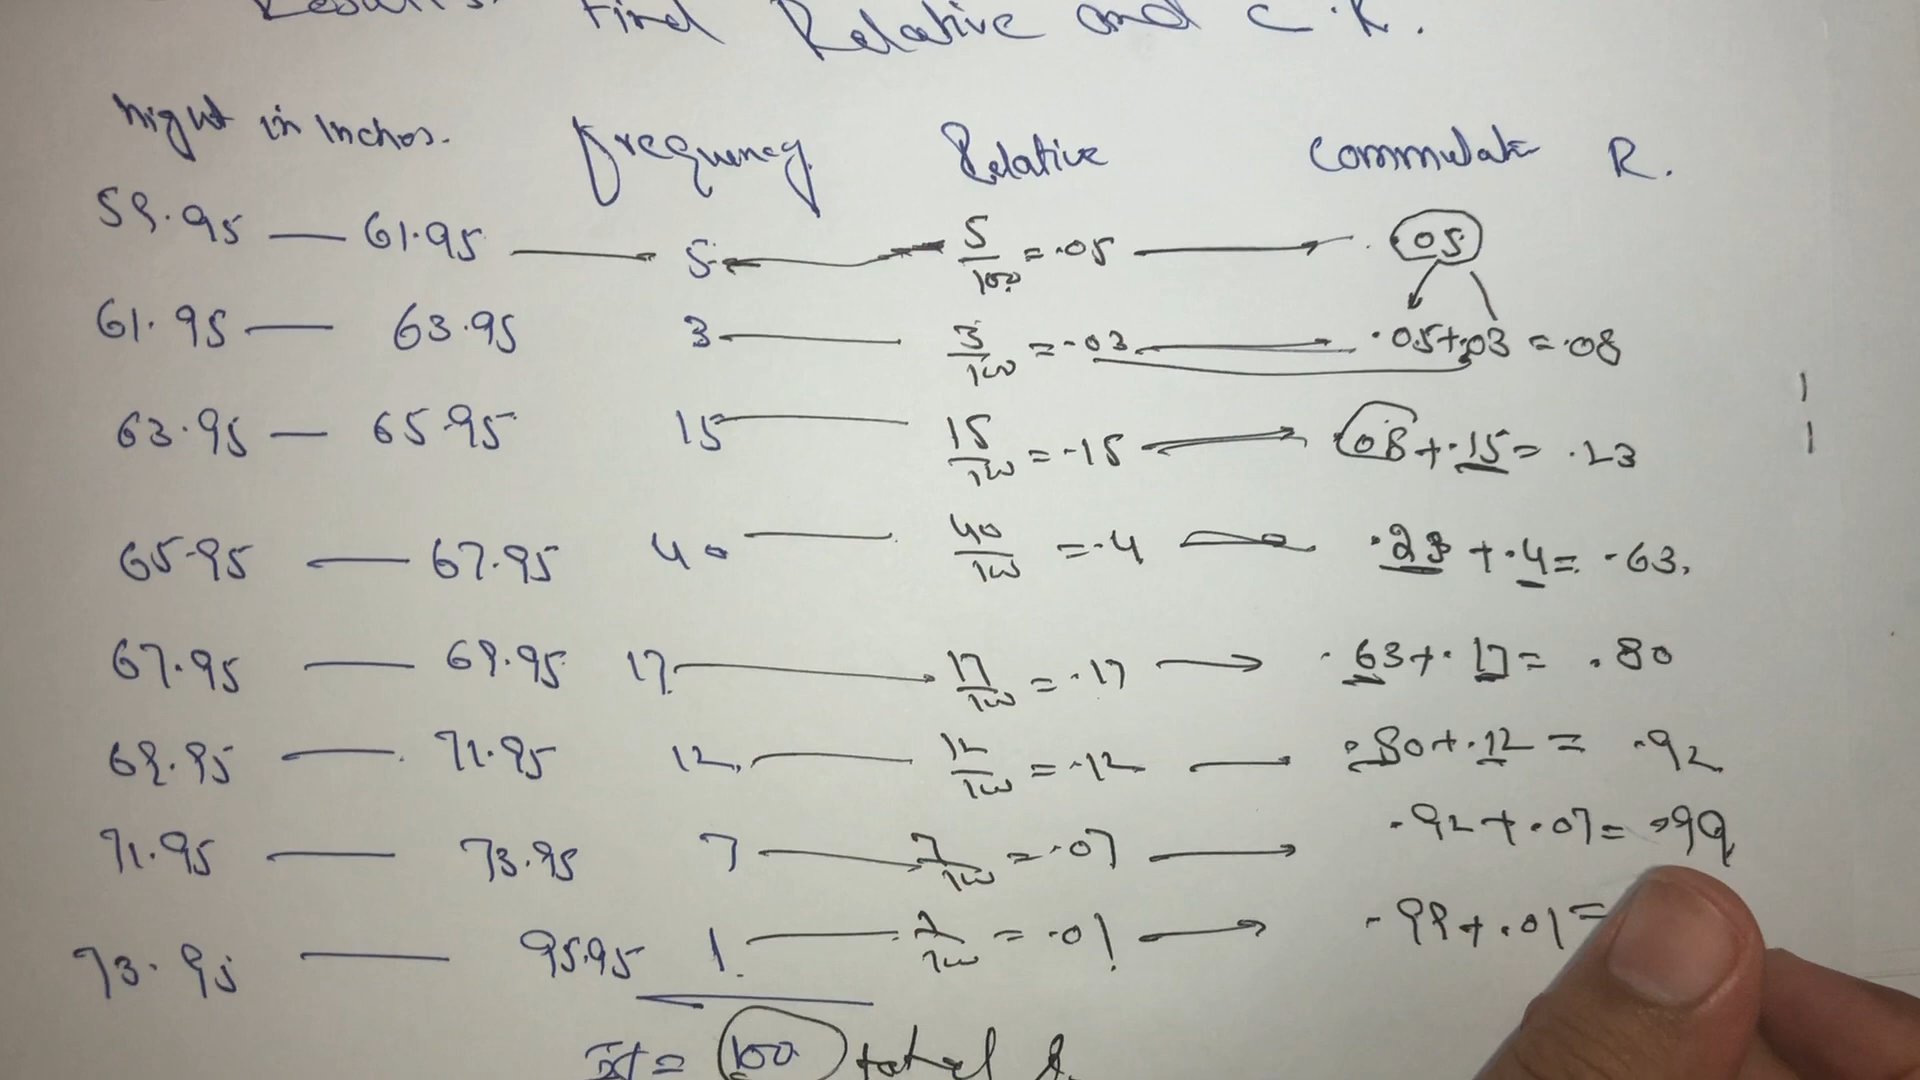 Results: Find Relative and C.R.
hight in Inches. frequency. Relative Commulate R.
59.95 — 61.95 — 5 5/100 = .05 .05
61.95 — 63.95 3 3/100 = .03 .05+.03 = .08
63.95 — 65.95 15 15/100 = .15 .08 + .15 = .23
65.95 — 67.95 40 40/100 = .4 .23 + .4 = .63.
67.95 — 69.95 17 17/100 = .17 .63 + .17 = .80
69.95 — 71.95 12 12/100 = .12 .80 + .12 = .92
71.95 — 73.95 7 7/100 = .07 .92 + .07 = .99
73.95 — 95.95 1 1/100 = .01 .99 + .01 =
= 100 total